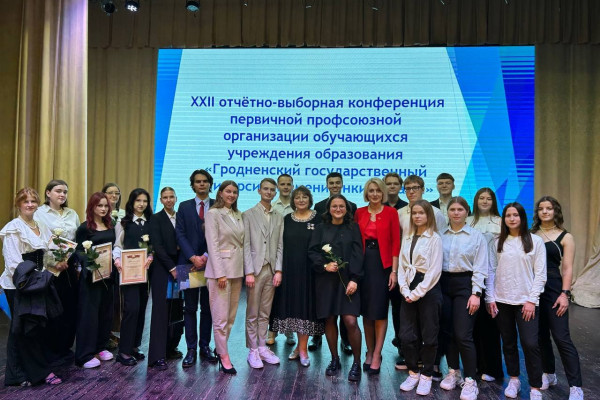 XXII отчётно-выборная конференция
первичной профсоюзной
организации обучающихся
учреждения образования
«Гродненский государственный
»